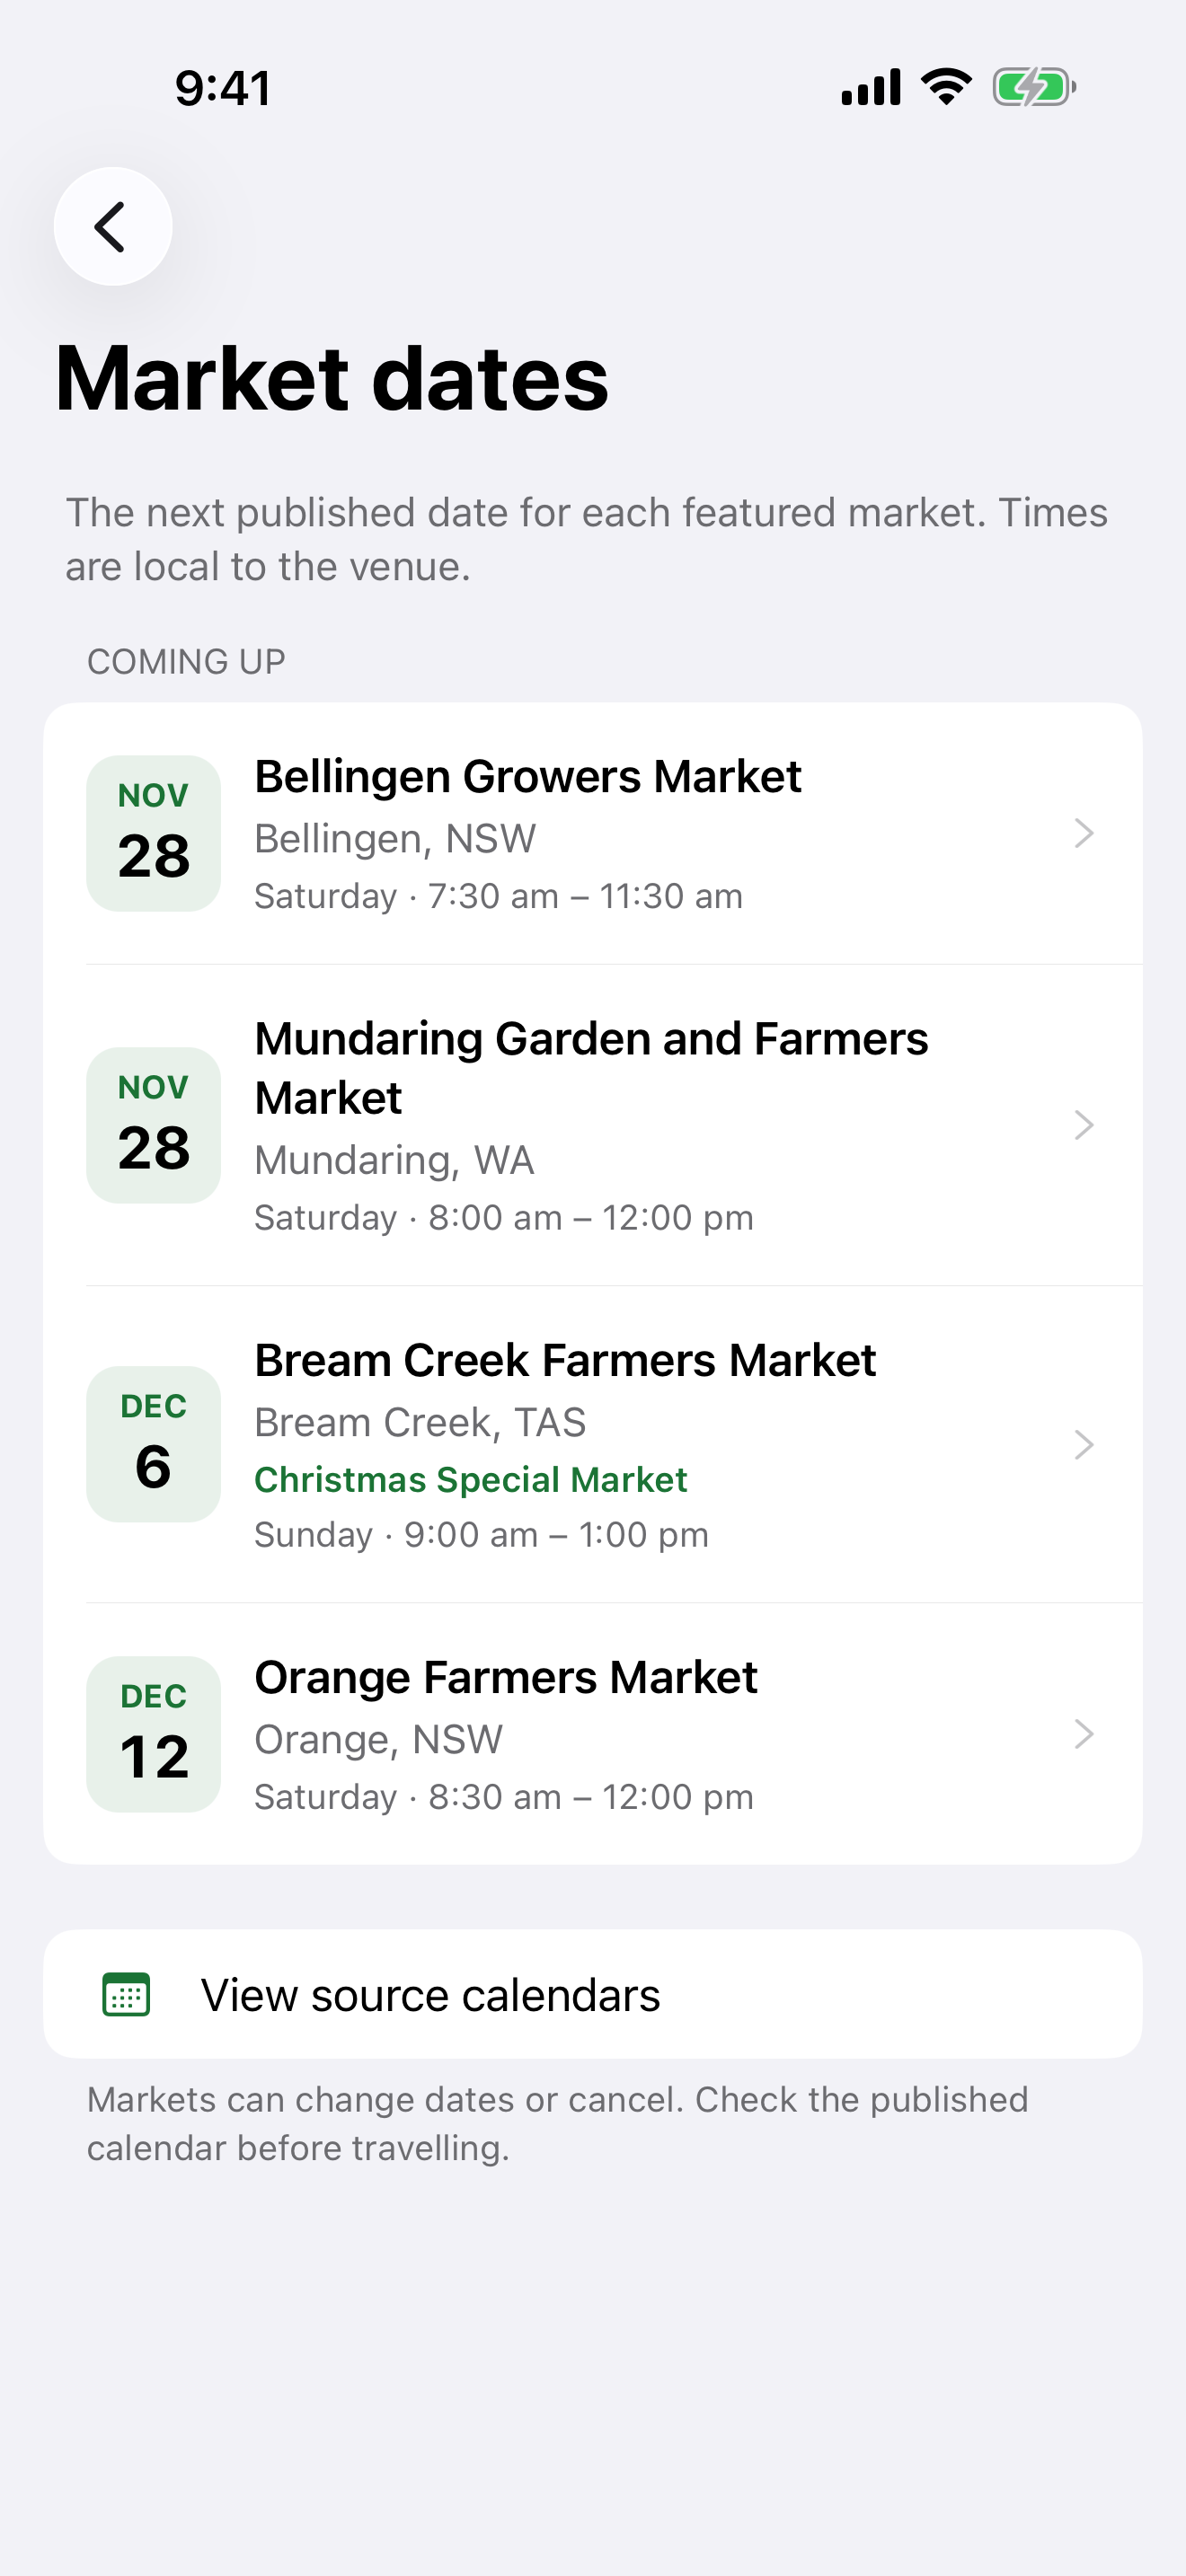 9:41
Market dates
The next published date for each featured market. Times
are local to the venue.
COMING UP
NOV
28
Bellingen Growers Market
Bellingen, NSW
Saturday · 7:30 am – 11:30 am
NOV
28
Mundaring Garden and Farmers
Market
Mundaring, WA
Saturday · 8:00 am – 12:00 pm
DEC
6
Bream Creek Farmers Market
Bream Creek, TAS
Christmas Special Market
Sunday · 9:00 am – 1:00 pm
DEC
12
Orange Farmers Market
Orange, NSW
Saturday · 8:30 am – 12:00 pm
View source calendars
Markets can change dates or cancel. Check the published
calendar before travelling.